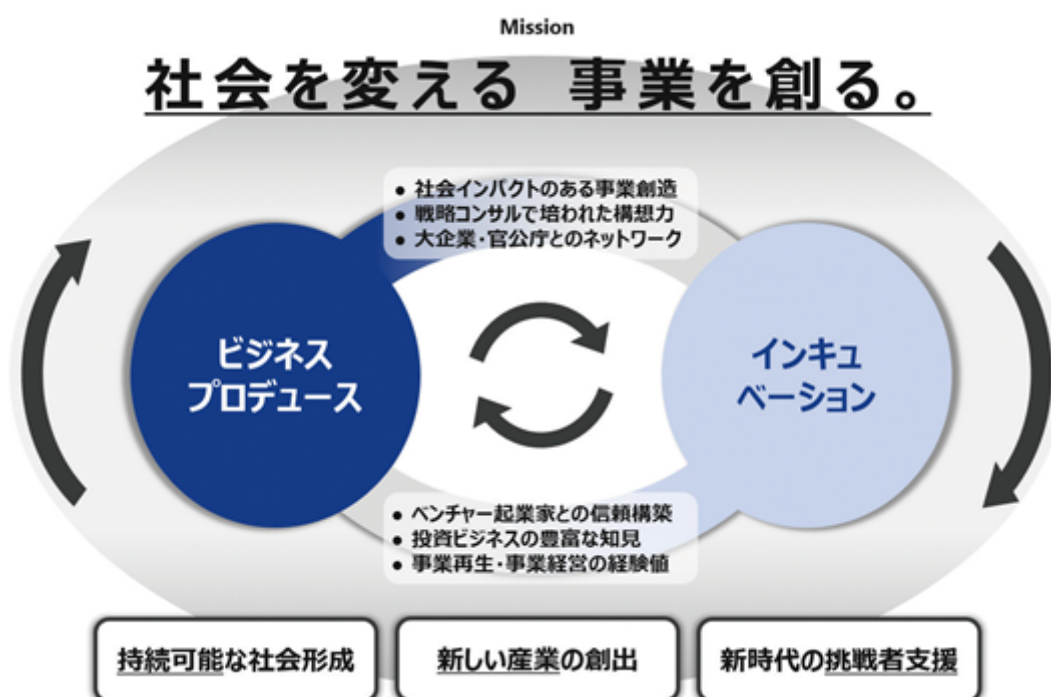 Mission
社会を変える 事業を創る。
• 社会インパクトのある事業創造
• 戦略コンサルで培われた構想力
• 大企業・官公庁とのネットワーク
ビジネス
プロデュース
インキュ
ベーション
• ベンチャー起業家との信頼構築
• 投資ビジネスの豊富な知見
• 事業再生・事業経営の経験値
持続可能な社会形成
新しい産業の創出
新時代の挑戦者支援